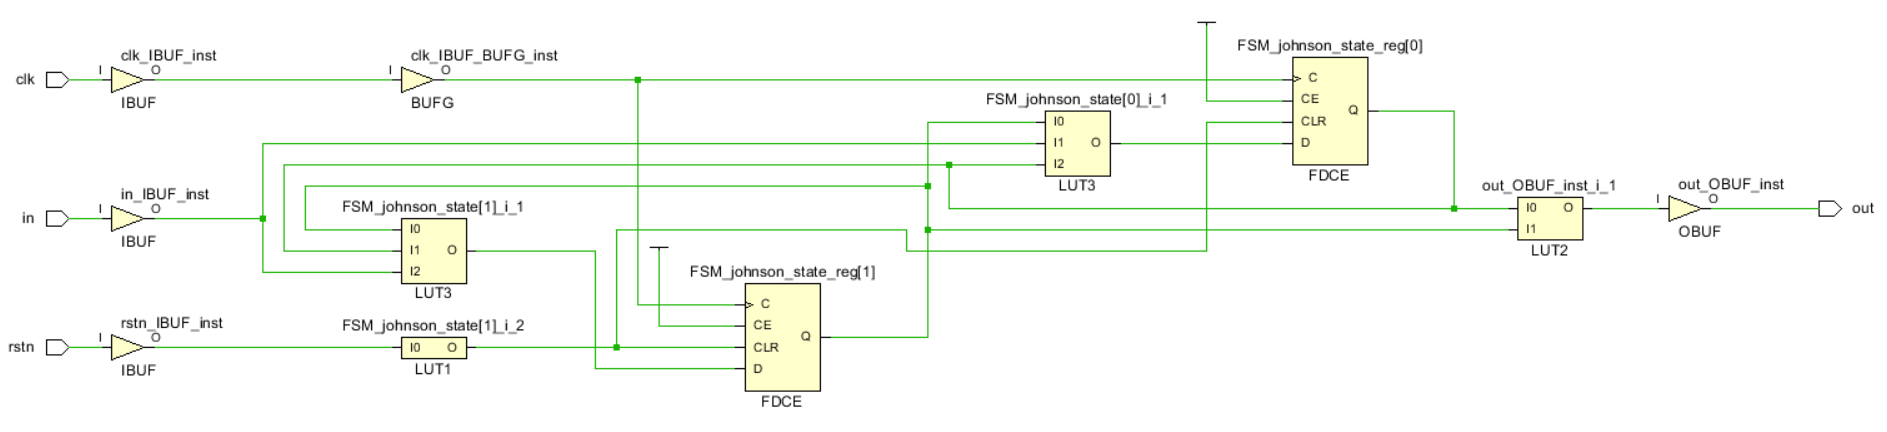 clk
I
clk_IBUF_inst
O
IBUF
I
clk_IBUF_BUFG_inst
O
BUFG
in
I
in_IBUF_inst
O
IBUF
rstn
I
rstn_IBUF_inst
O
IBUF
FSM_johnson_state[1]_i_1
I0
I1
I2
O
LUT3
FSM_johnson_state[1]_i_2
I0
O
LUT1
FSM_johnson_state_reg[1]
C
CE
CLR
D
Q
FDCE
FSM_johnson_state[0]_i_1
I0
I1
I2
O
LUT3
FSM_johnson_state_reg[0]
C
CE
CLR
D
Q
FDCE
out_OBUF_inst_i_1
I0
I1
O
LUT2
I
out_OBUF_inst
O
OBUF
out